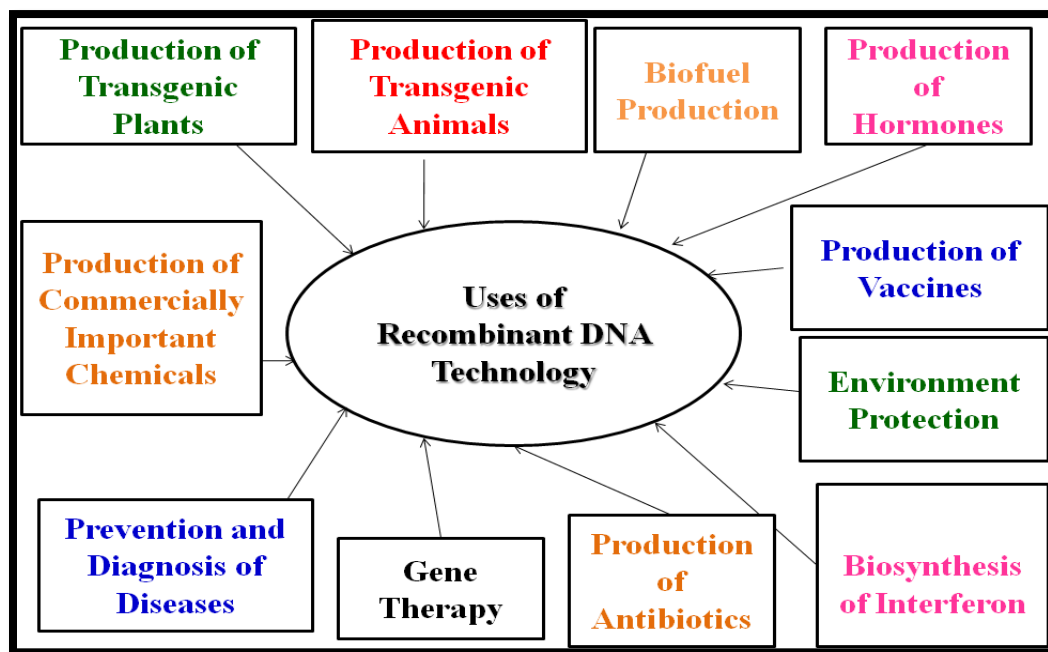 Production of
Transgenic
Plants
Production of
Transgenic
Animals
Biofuel
Production
Production
of
Hormones
Production of
Commercially
Important
Chemicals
Uses of
Recombinant DNA
Technology
Production of
Vaccines
Environment
Protection
Prevention and
Diagnosis of
Diseases
Gene
Therapy
Production
of
Antibiotics
Biosynthesis
of Interferon